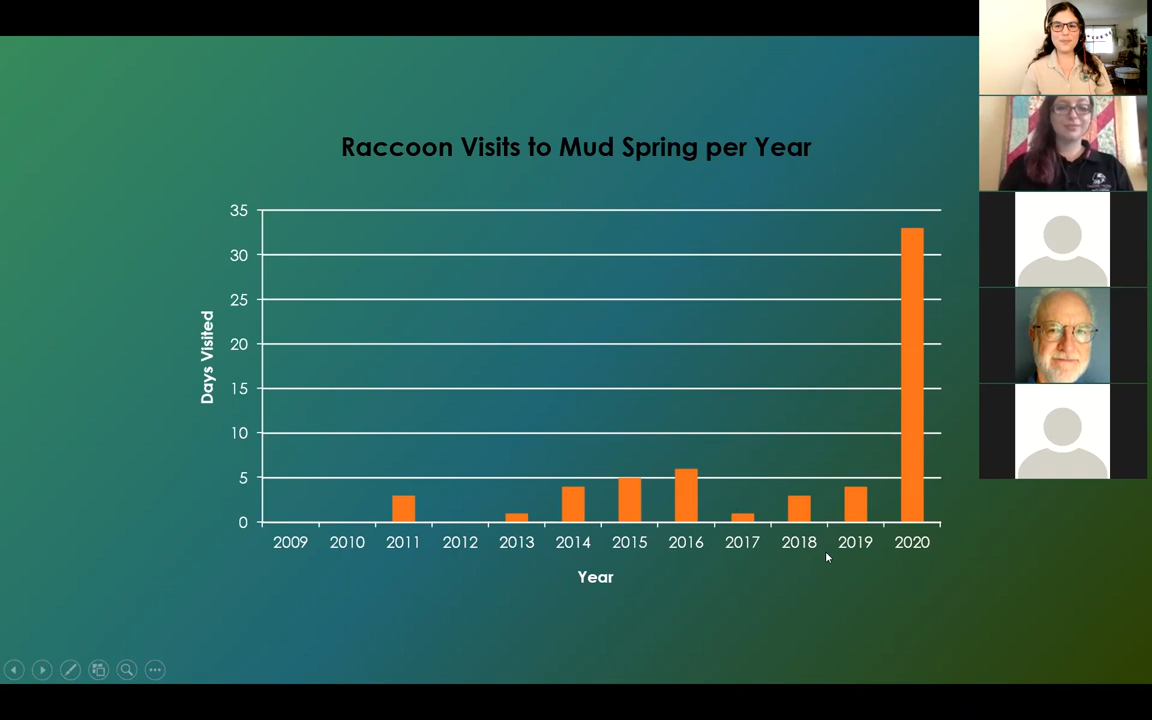 Raccoon Visits to Mud Spring per Year
35
30
25
20
15
10
5
0
Days Visited
2009 2010 2011 2012 2013 2014 2015 2016 2017 2018 2019 2020
Year